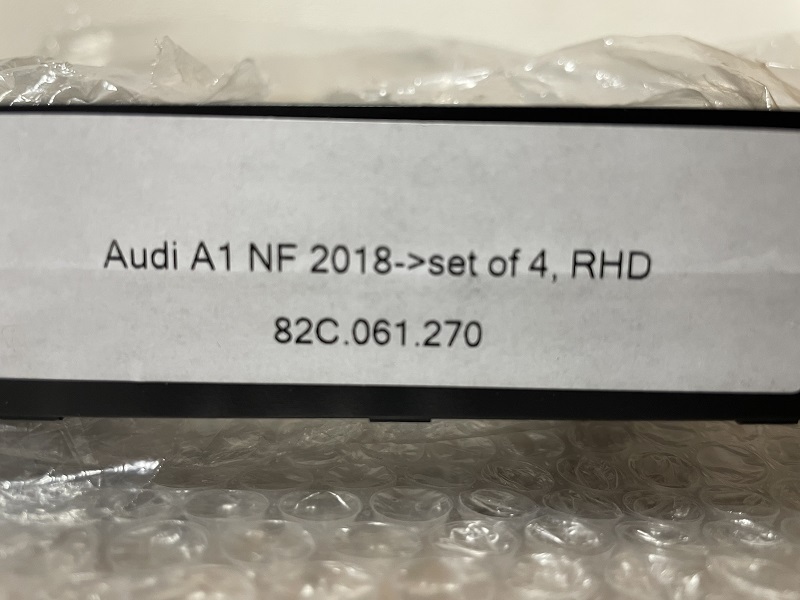 Audi A1 NF 2018->set of 4, RHD
82C.061.270